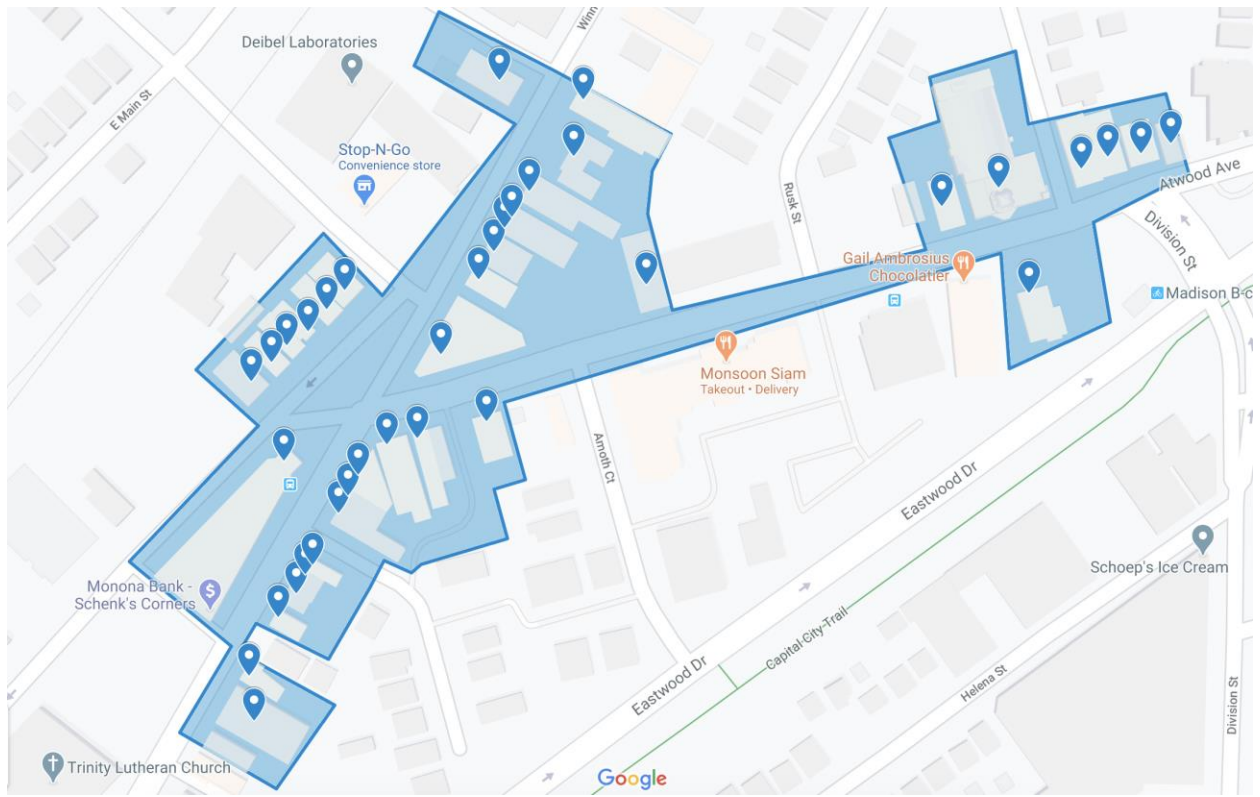 Deibel Laboratories
Winn
E Main St
Stop-N-Go
Convenience store
Rusk St
Atwood Ave
Division St
Gail Ambrosius
Chocolatier
Madison B-c
Monsoon Siam
Takeout • Delivery
Amoth Ct
Eastwood Dr
Schoep's Ice Cream
Monona Bank -
Schenk's Corners
$
Capital City Trail
Eastwood Dr
Helena St
Division St
Trinity Lutheran Church
Google